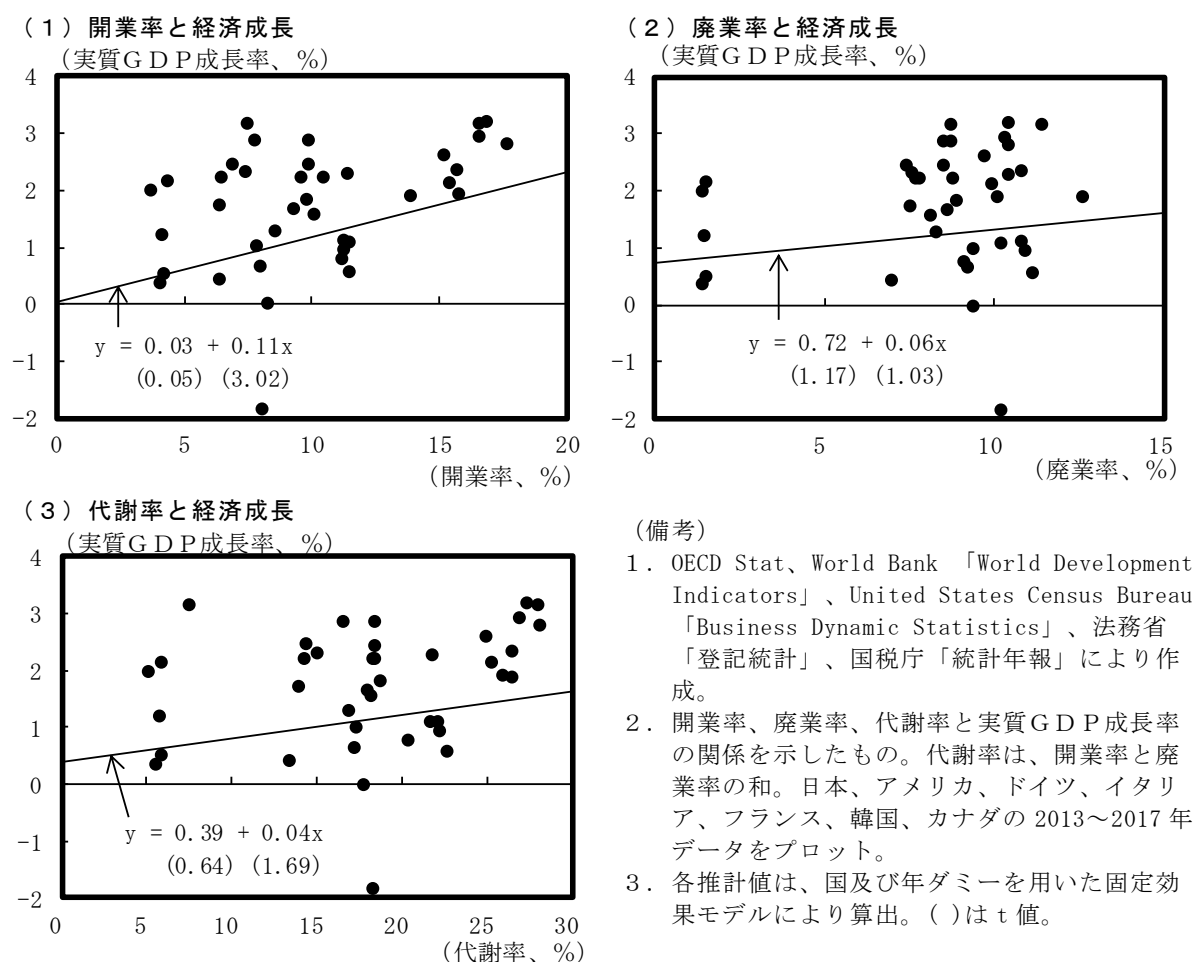 （１）開業率と経済成長
（実質ＧＤＰ成長率、%）
4
3
2
1
0
-1
-2
y = 0.03 + 0.11x
(0.05) (3.02)
0 5 10 15 20
（開業率、%）
（２）廃業率と経済成長
（実質ＧＤＰ成長率、%）
4
3
2
1
0
-1
-2
y = 0.72 + 0.06x
(1.17) (1.03)
0 5 10 15
（廃業率、%）
（３）代謝率と経済成長
（実質ＧＤＰ成長率、%）
4
3
2
1
0
-1
-2
y = 0.39 + 0.04x
(0.64) (1.69)
0 5 10 15 20 25 30
（代謝率、%）
（備考）
１．OECD Stat、World Bank 「World Development
Indicators」、United States Census Bureau
「Business Dynamic Statistics」、法務省
「登記統計」、国税庁「統計年報」により作
成。
２．開業率、廃業率、代謝率と実質ＧＤＰ成長率
の関係を示したもの。代謝率は、開業率と廃
業率の和。日本、アメリカ、ドイツ、イタリ
ア、フランス、韓国、カナダの 2013～2017 年
データをプロット。
３．各推計値は、国及び年ダミーを用いた固定効
果モデルにより算出。( )は t 値。